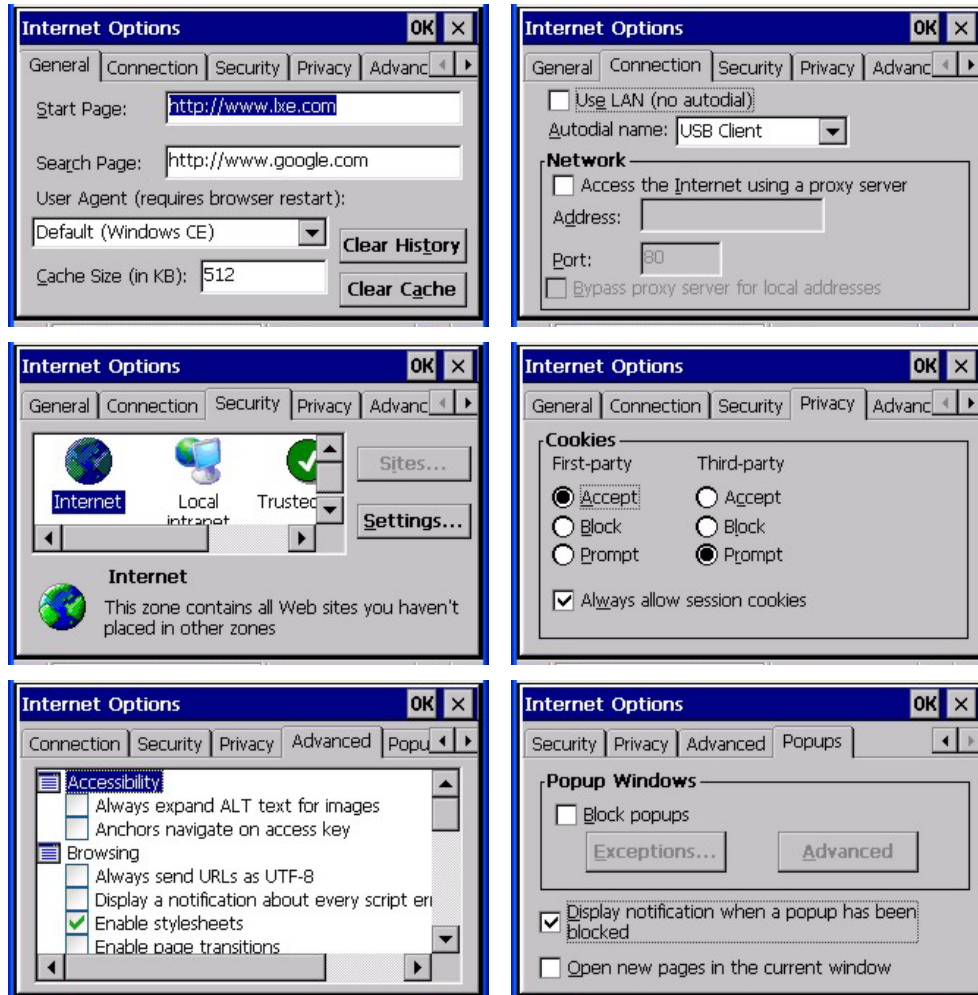 Internet Options OK ×
General Connection Security Privacy Advanc
Start Page: http://www.lxe.com
Search Page: http://www.google.com
User Agent (requires browser restart):
Default (Windows CE)
Clear History
Cache Size (in KB): 512
Clear Cache
Internet Options OK ×
General Connection Security Privacy Advanc
Use LAN (no autodial)
Autodial name: USB Client
Network
Access the Internet using a proxy server
Address:
Port: 80
Bypass proxy server for local addresses
Internet Options OK ×
General Connection Security Privacy Advanc
Sites...
Internet Local Trusted
intranet
Settings...
Internet
This zone contains all Web sites you haven't
placed in other zones
Internet Options OK ×
General Connection Security Privacy Advanc
Cookies
First-party Third-party
Accept Accept
Block Block
Prompt Prompt
Always allow session cookies
Internet Options OK ×
Connection Security Privacy Advanced Popu
Accessibility
Always expand ALT text for images
Anchors navigate on access key
Browsing
Always send URLs as UTF-8
Display a notification about every script err
Enable stylesheets
Enable page transitions
Internet Options OK ×
Security Privacy Advanced Popups
Popup Windows
Block popups
Exceptions... Advanced
Display notification when a popup has been
blocked
Open new pages in the current window